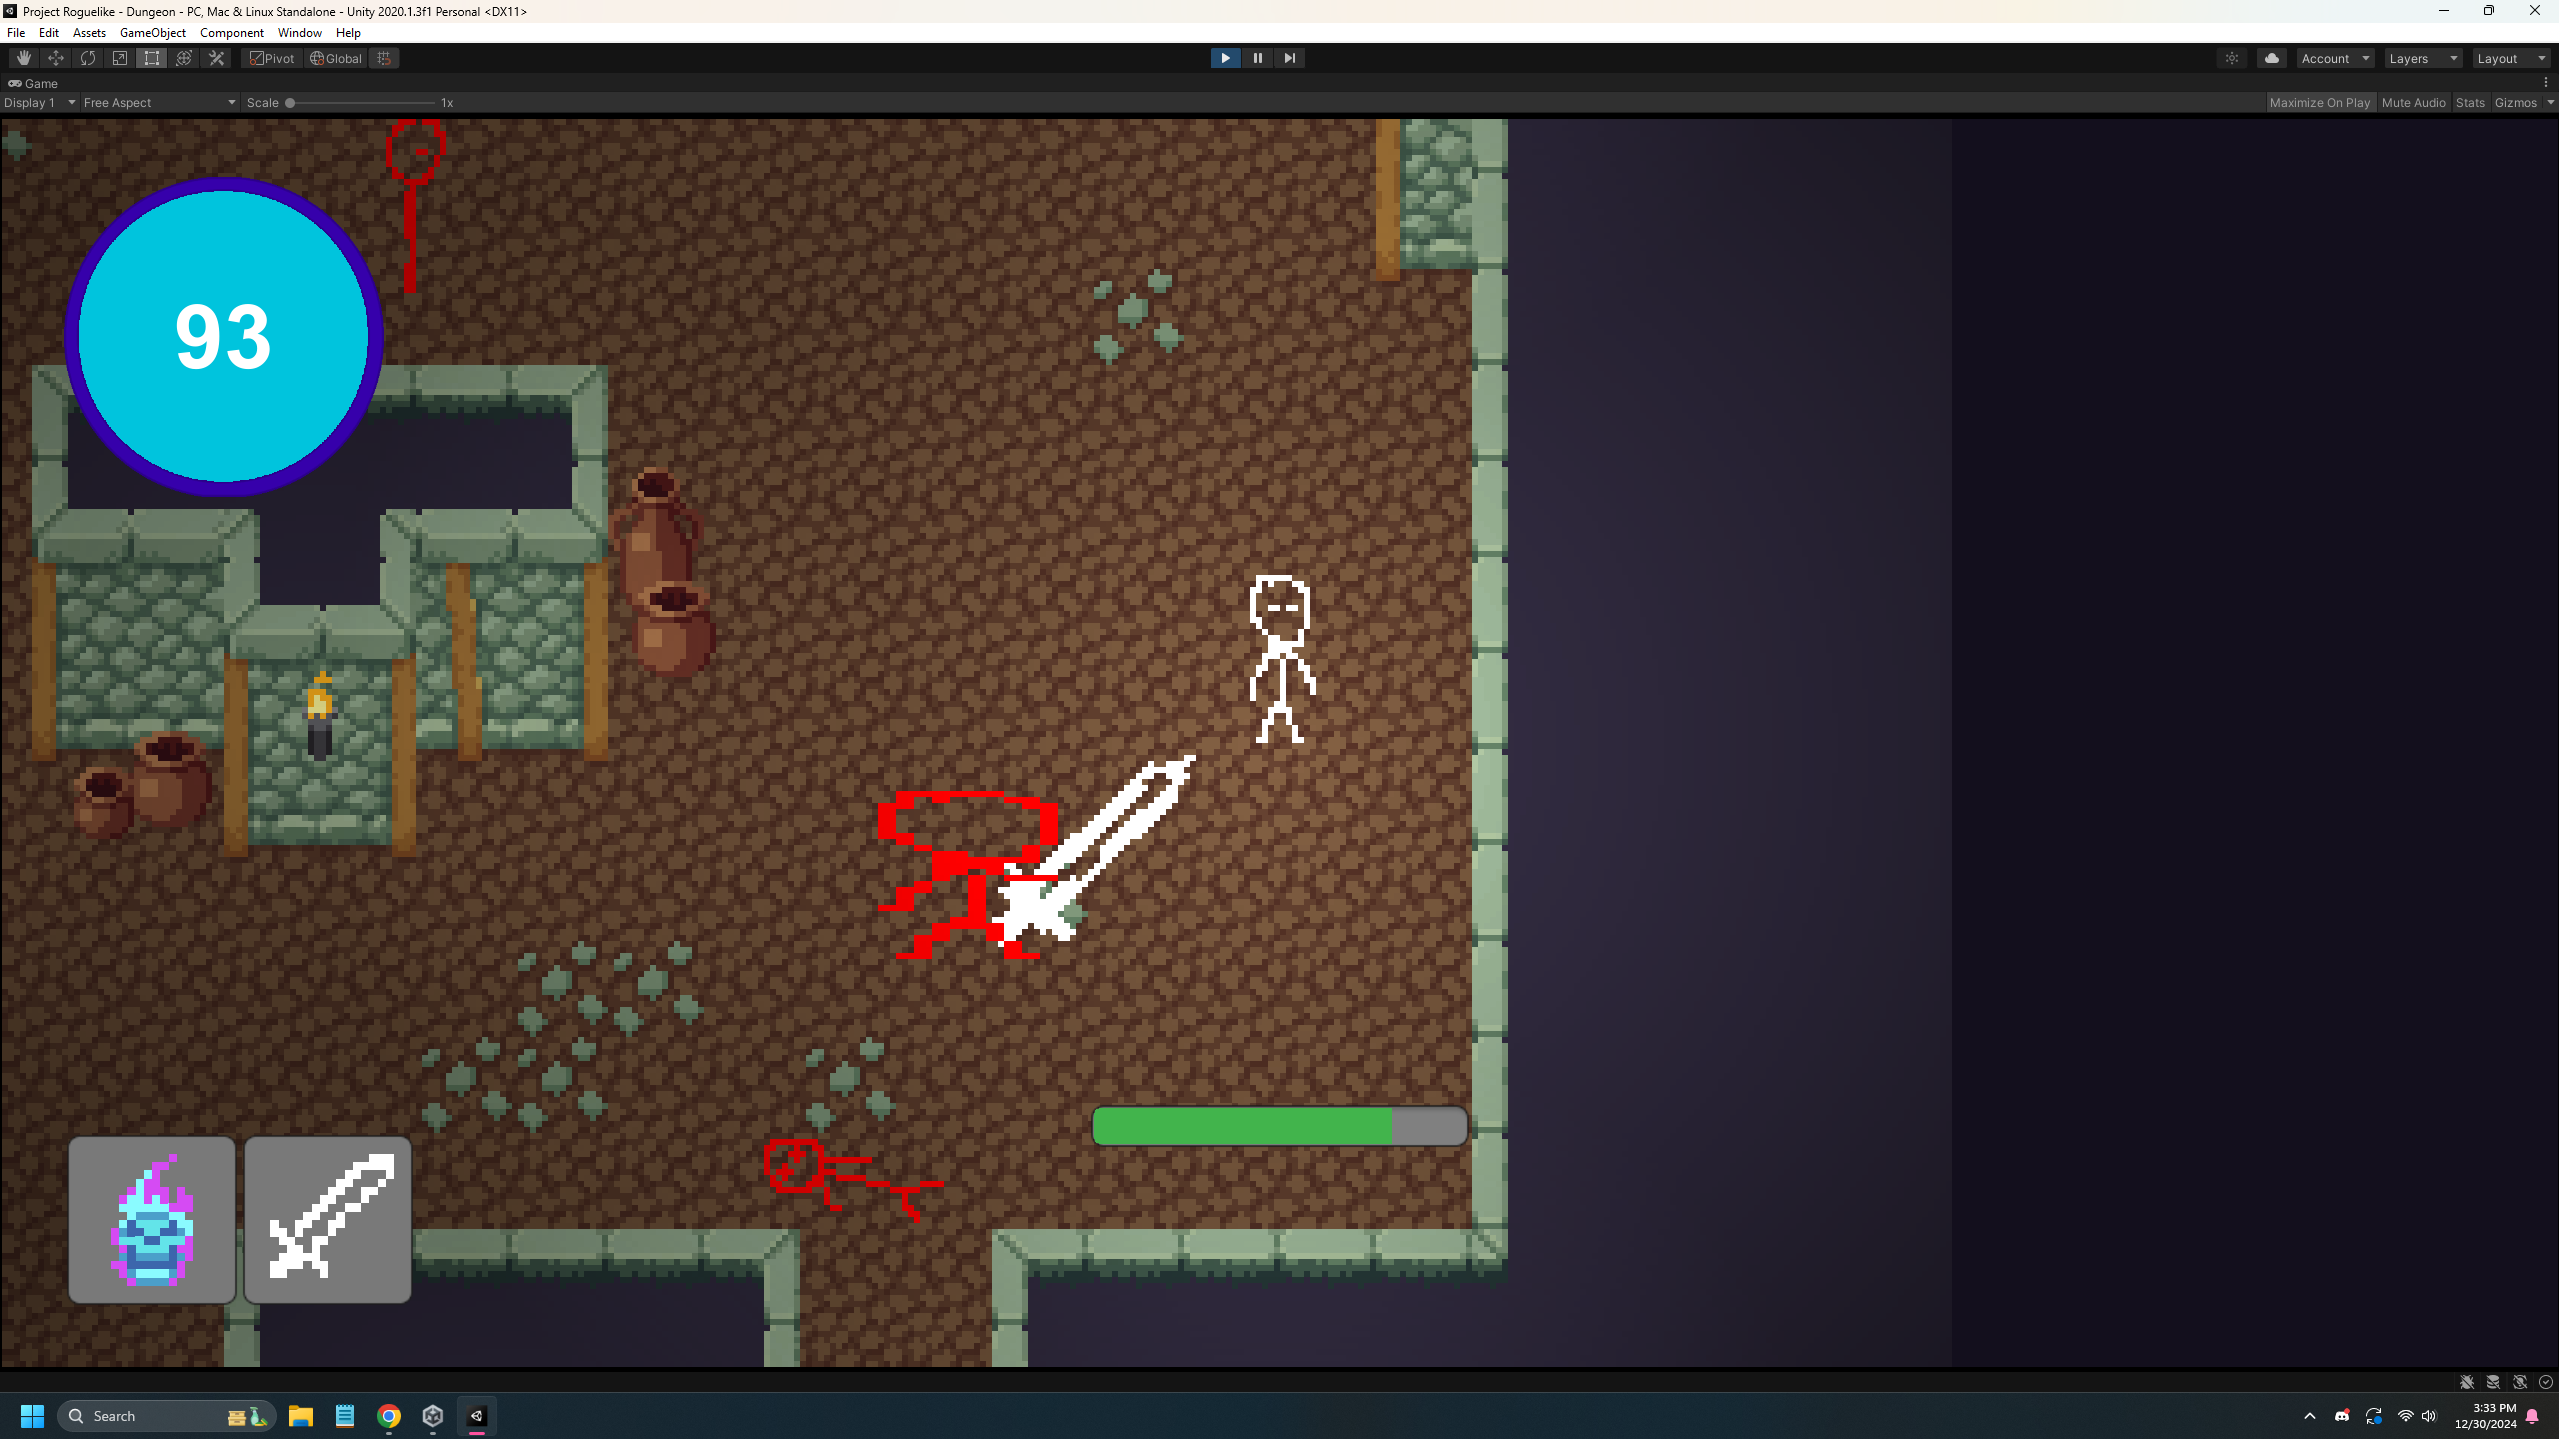 Project Roguelike - Dungeon - PC, Mac & Linux Standalone - Unity 2020.1.3f1 Personal <DX11>
File Edit Assets GameObject Component Window Help
Pivot Global Account Layers Layout
Game
Display 1 Free Aspect Scale 1x Maximize On Play Mute Audio Stats Gizmos
93
Search
3:33 PM
12/30/2024